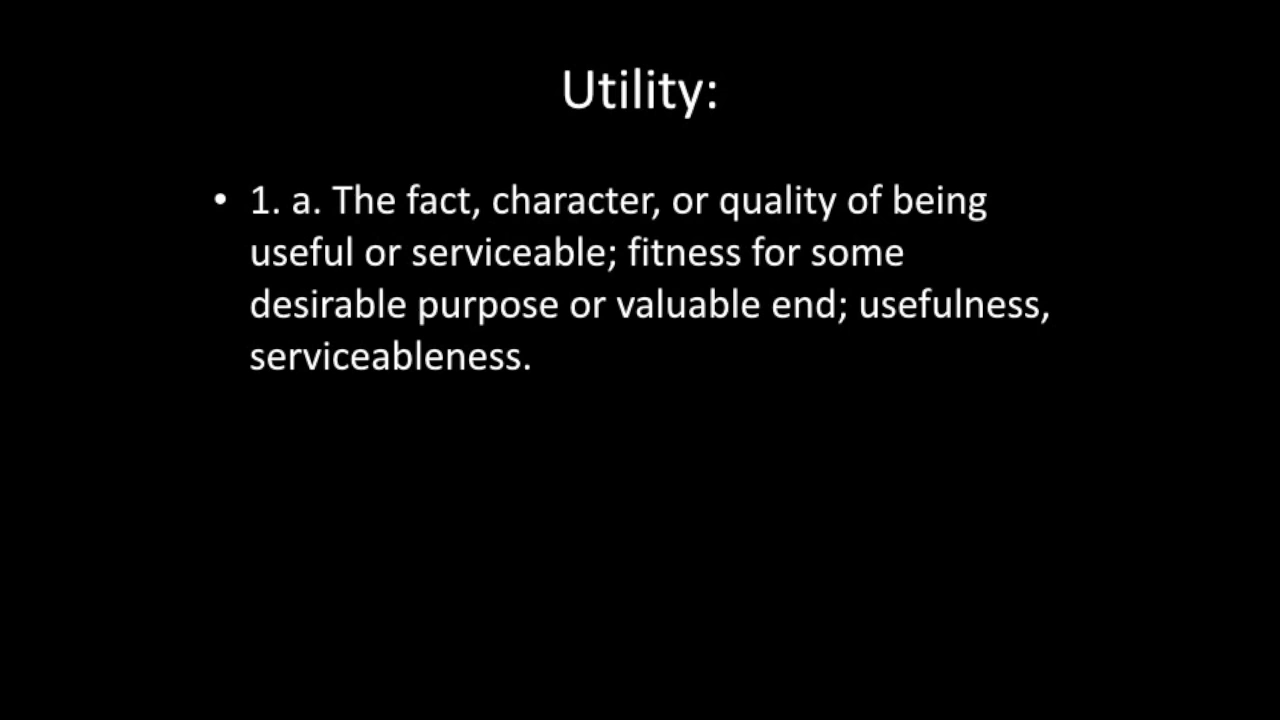 Utility:
• 1. a. The fact, character, or quality of being
useful or serviceable; fitness for some
desirable purpose or valuable end; usefulness,
serviceableness.